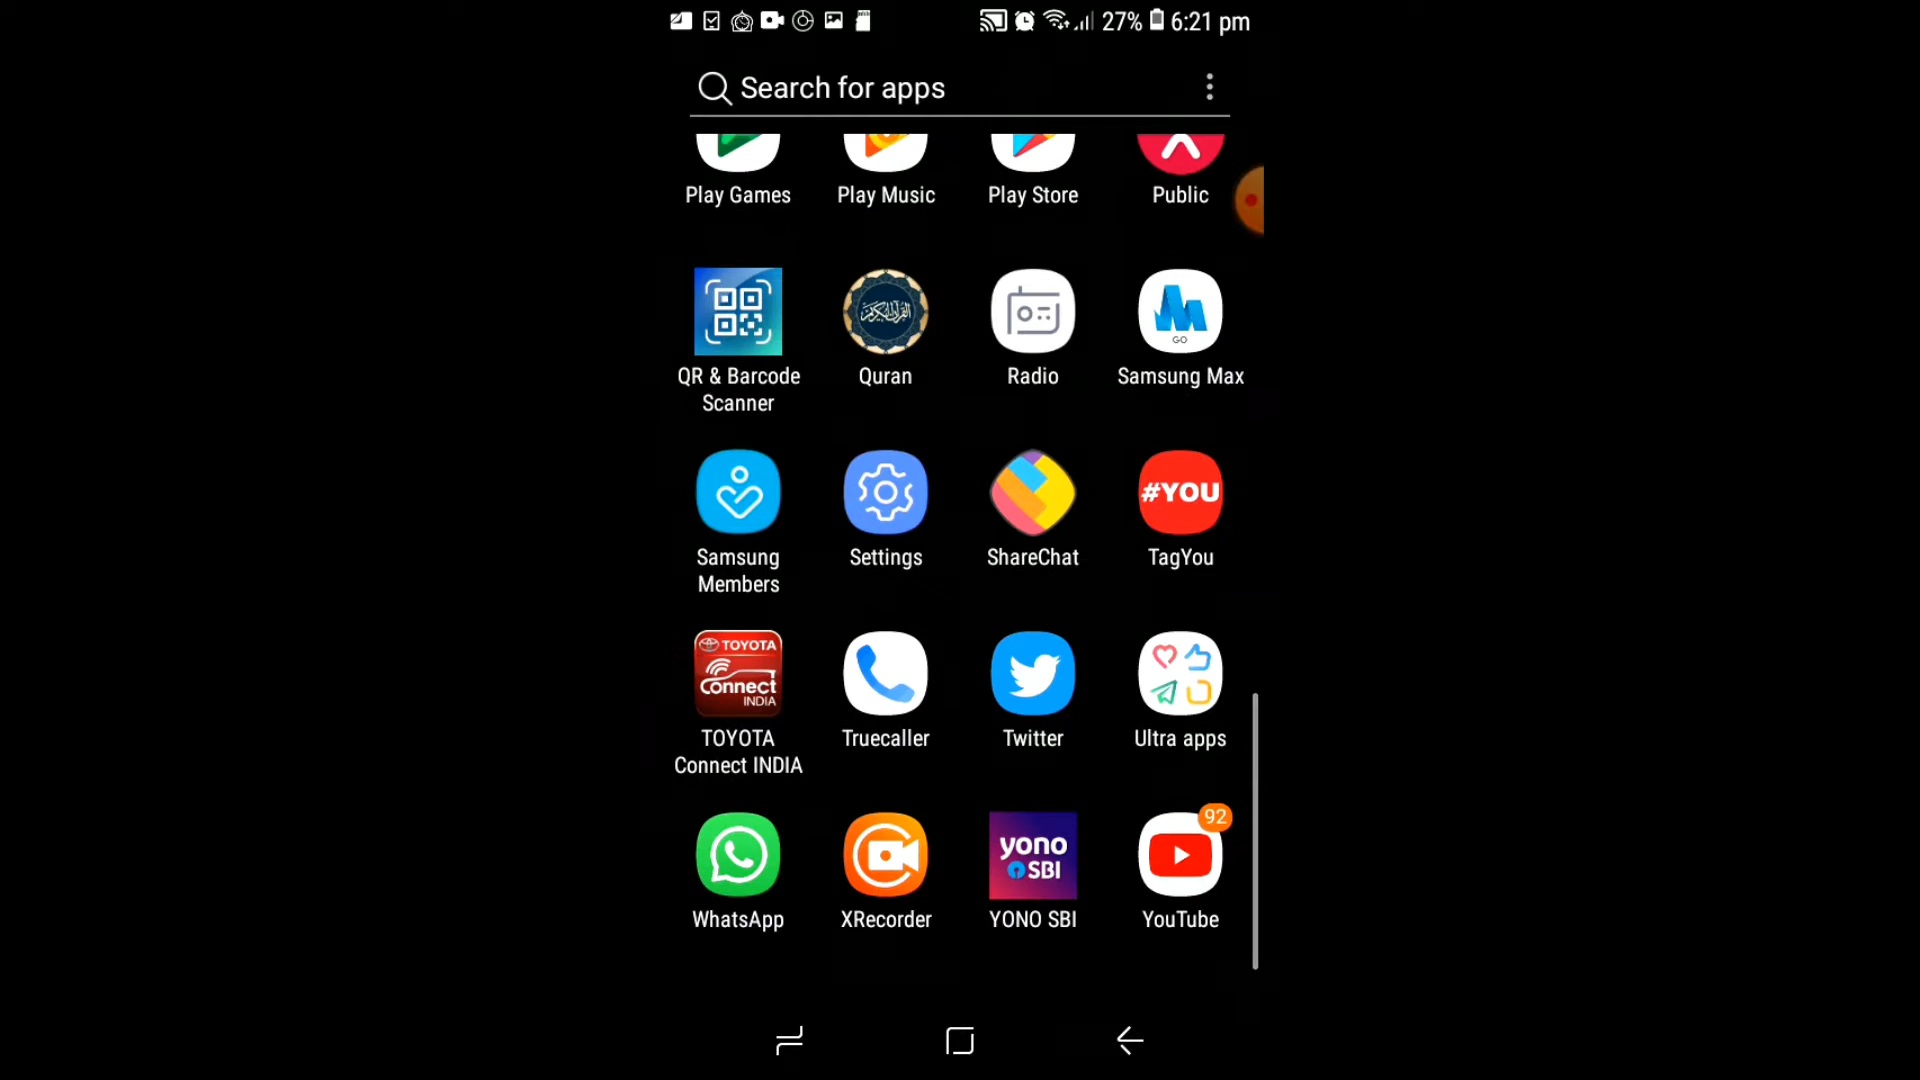 27% 6:21 pm
Search for apps
Play Games Play Music Play Store Public
القرآن الكريم
GO
QR & Barcode Scanner Quran Radio Samsung Max
#YOU
Samsung Members Settings ShareChat TagYou
TOYOTA
Connect
INDIA
TOYOTA Connect INDIA Truecaller Twitter Ultra apps
92
yono
SBI
WhatsApp XRecorder YONO SBI YouTube